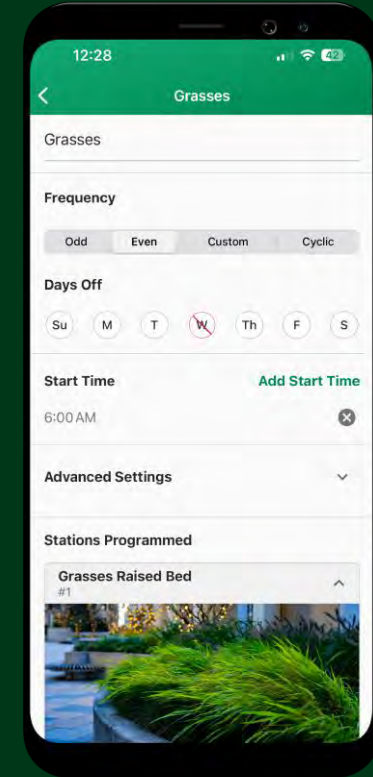 12:28
42
Grasses
Grasses
Frequency
Odd Even Custom Cyclic
Days Off
Su M T W Th F S
Start Time Add Start Time
6:00 AM
Advanced Settings
Stations Programmed
Grasses Raised Bed
#1